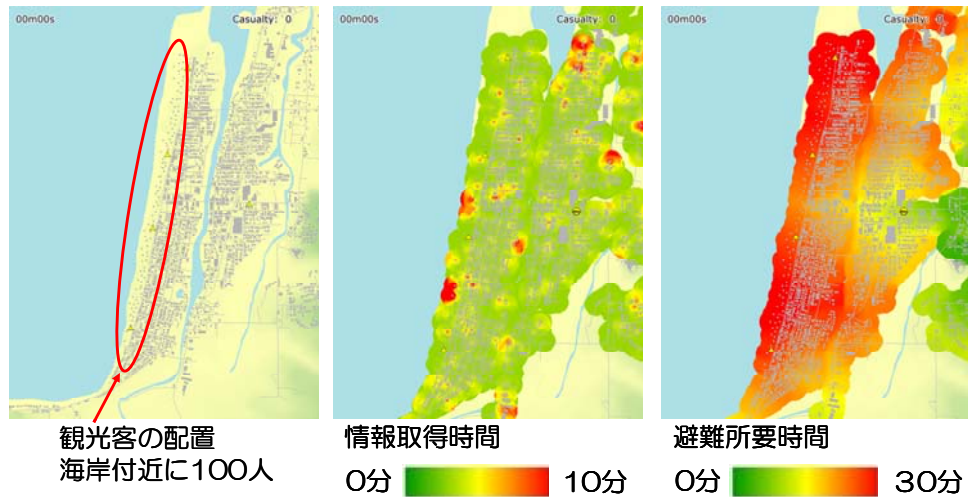 00m00s Casualty: 0
00m00s Casualty: 0
00m00s Casualty: 0
観光客の配置
海岸付近に100人
情報取得時間
0分 10分
避難所要時間
0分 30分